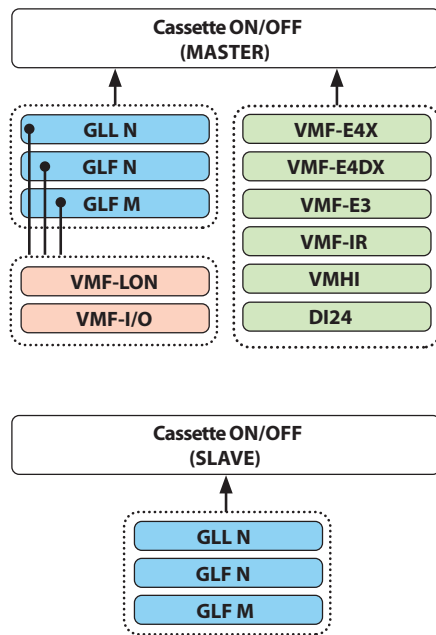 Cassette ON/OFF
(MASTER)
GLL N
GLF N
GLF M
VMF-LON
VMF-I/O
VMF-E4X
VMF-E4DX
VMF-E3
VMF-IR
VMHI
DI24
Cassette ON/OFF
(SLAVE)
GLL N
GLF N
GLF M